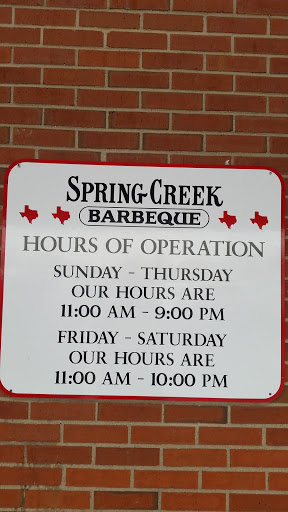 SPRING CREEK
BARBEQUE
HOURS OF OPERATION
SUNDAY - THURSDAY
OUR HOURS ARE
11:00 AM - 9:00 PM
FRIDAY - SATURDAY
OUR HOURS ARE
11:00 AM - 10:00 PM